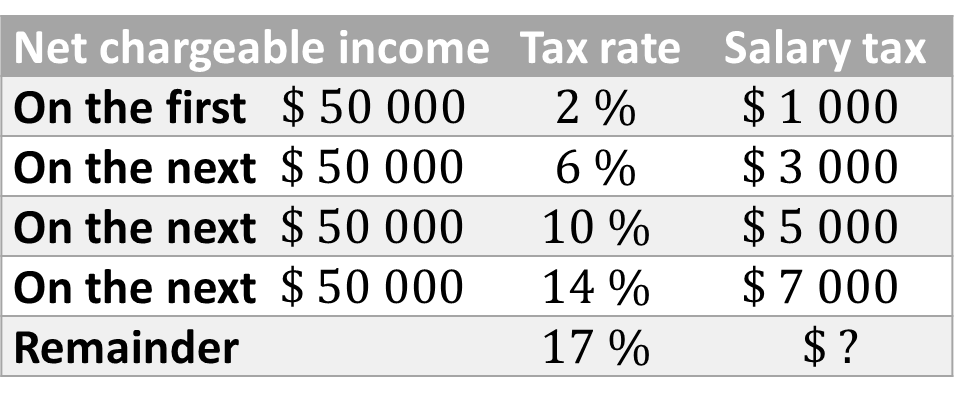 Net chargeable income Tax rate Salary tax
On the first $ 50 000 2 % $ 1 000
On the next $ 50 000 6 % $ 3 000
On the next $ 50 000 10 % $ 5 000
On the next $ 50 000 14 % $ 7 000
Remainder 17 % $ ?